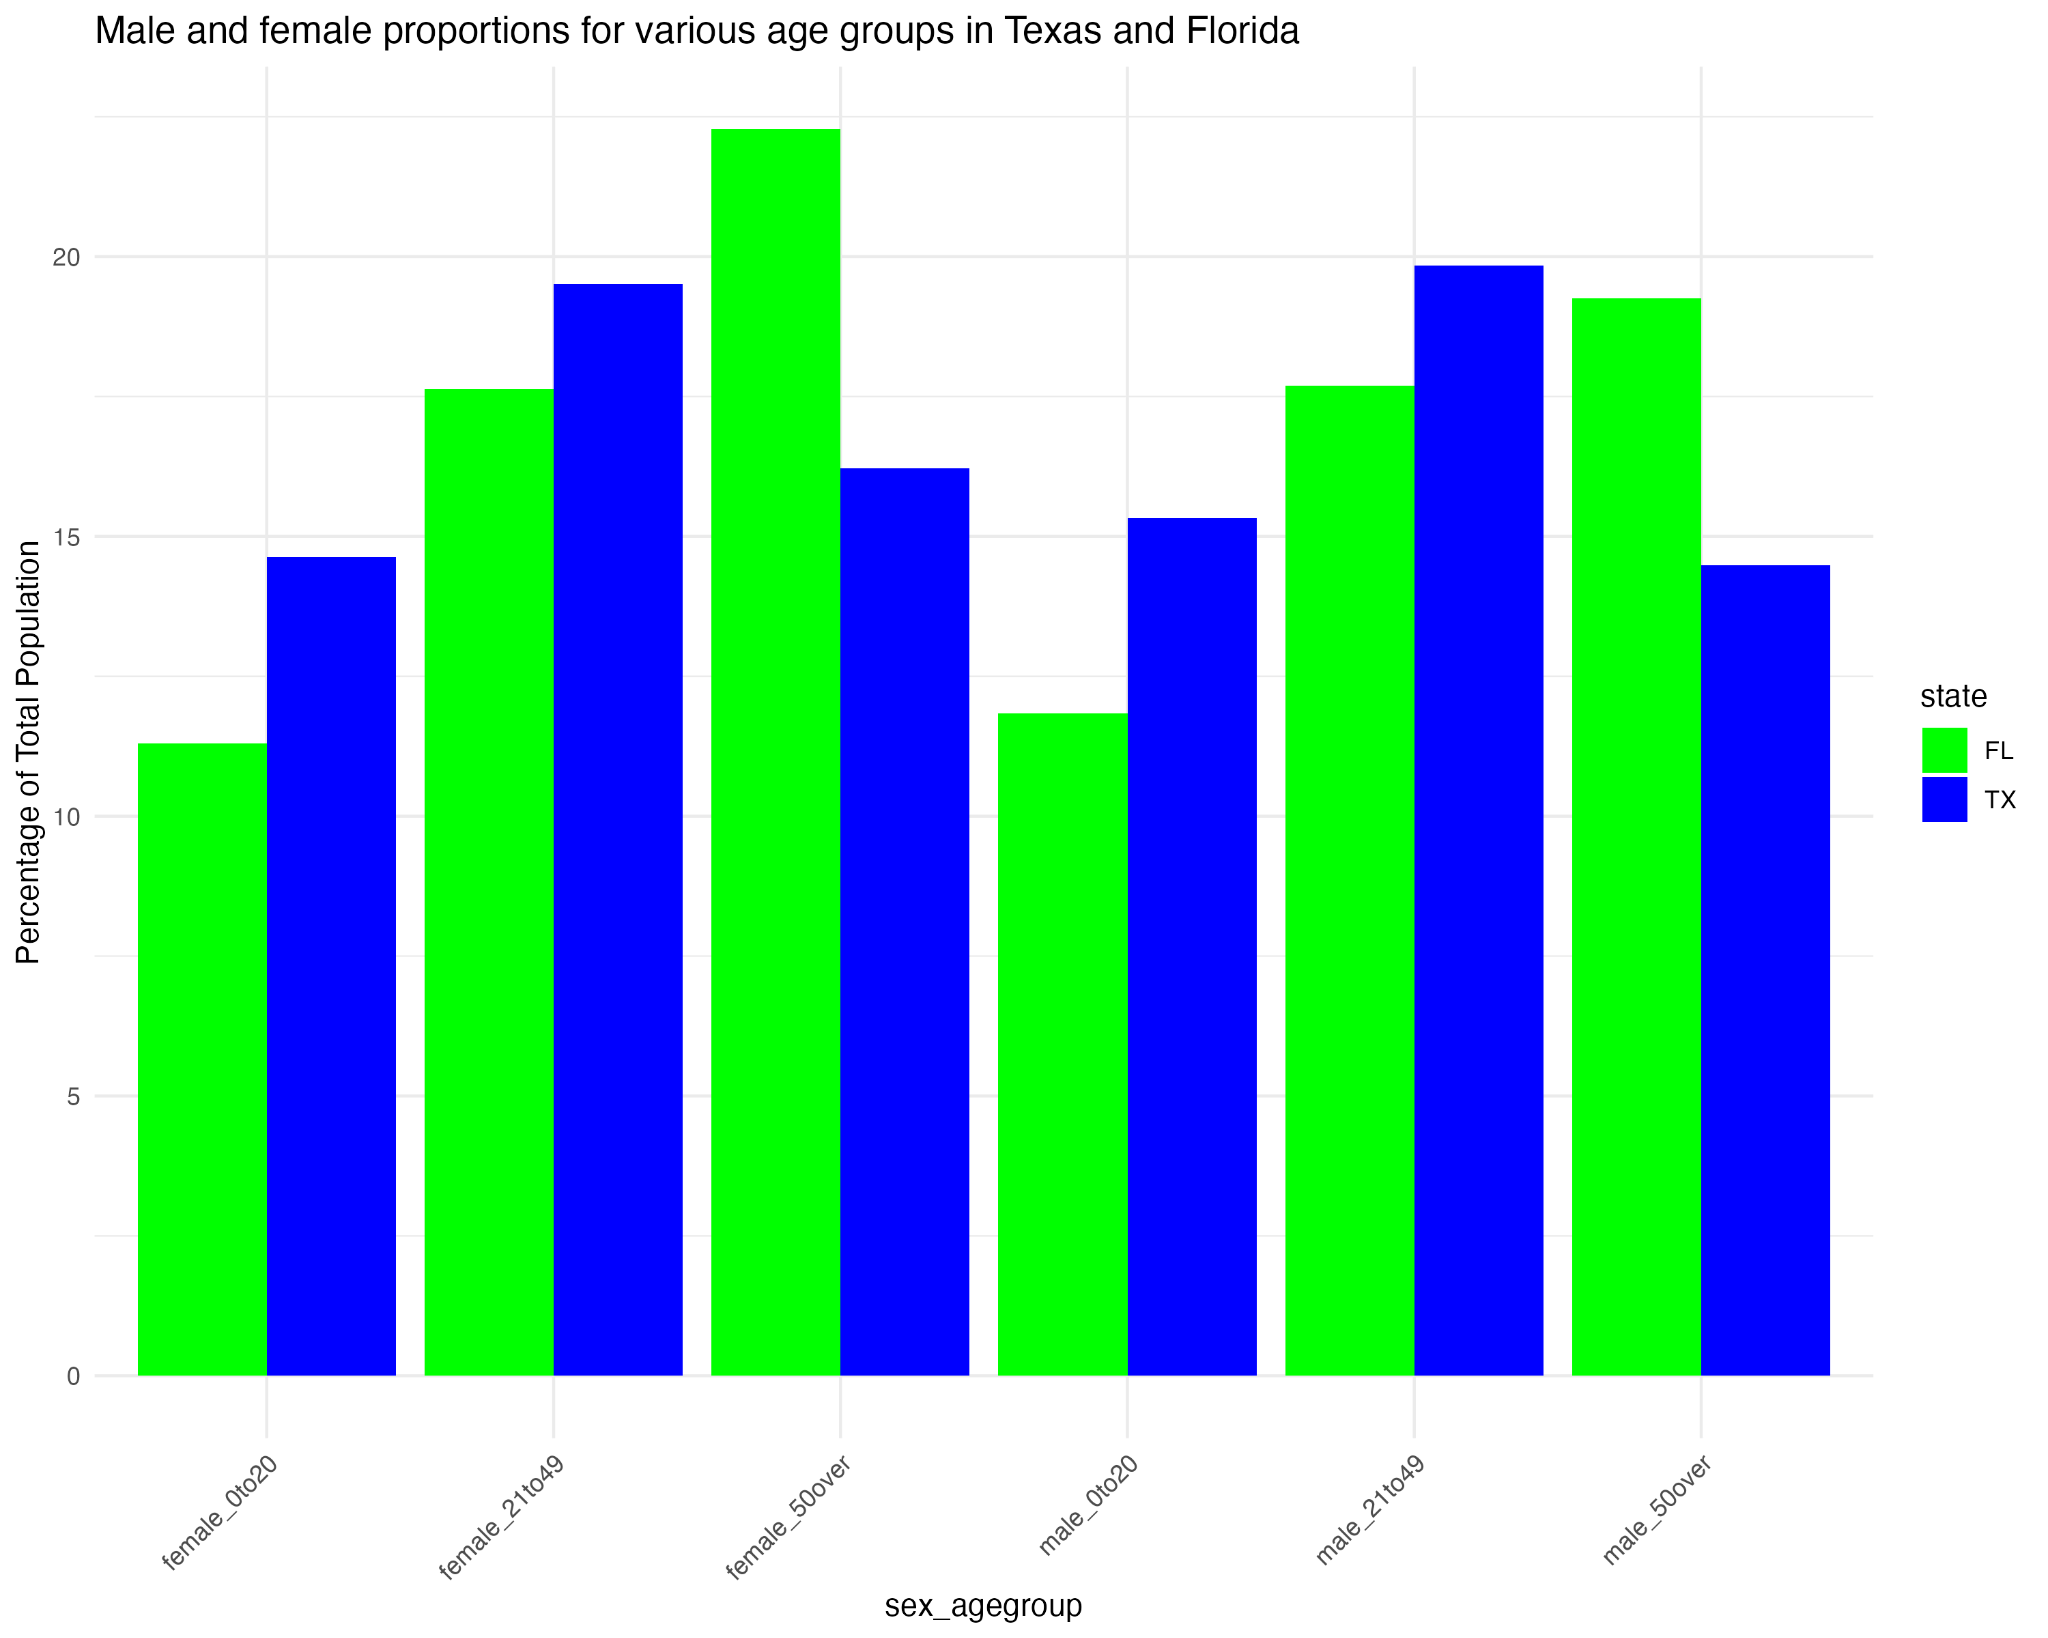 Male and female proportions for various age groups in Texas and Florida
Percentage of Total Population
20
15
10
5
0
female_0to20
female_21to49
female_50over
male_0to20
male_21to49
male_50over
sex_agegroup
state
FL
TX